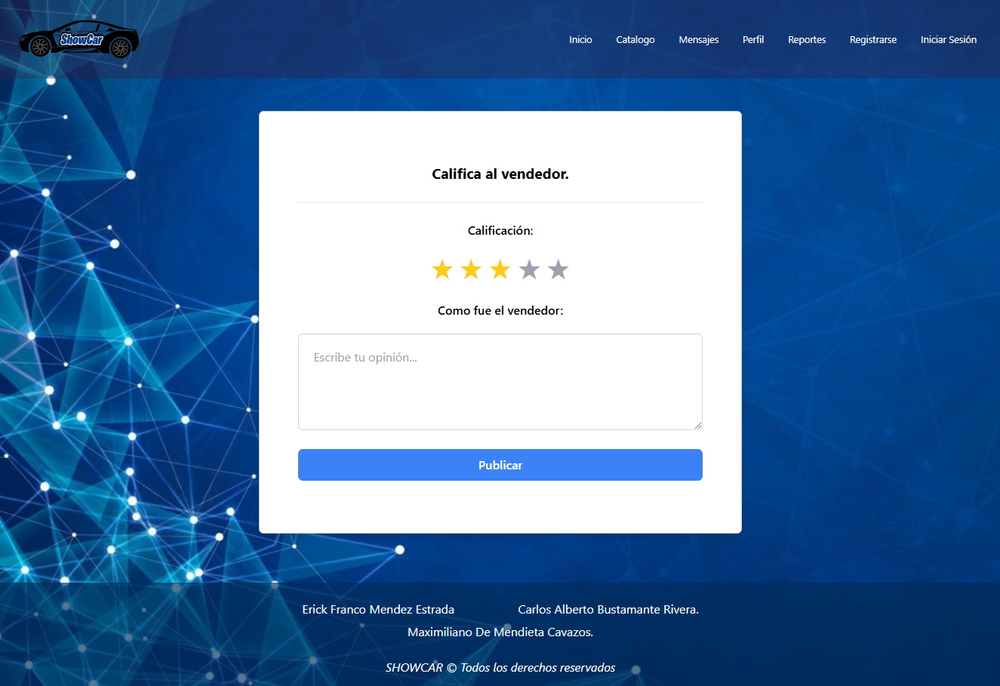 ShowCar
Inicio Catalogo Mensajes Perfil Reportes Registrarse Iniciar Sesión
Califica al vendedor.
Calificación:
Como fue el vendedor:
Escribe tu opinión...
Publicar
Erick Franco Mendez Estrada Carlos Alberto Bustamante Rivera.
Maximiliano De Mendieta Cavazos.
SHOWCAR © Todos los derechos reservados